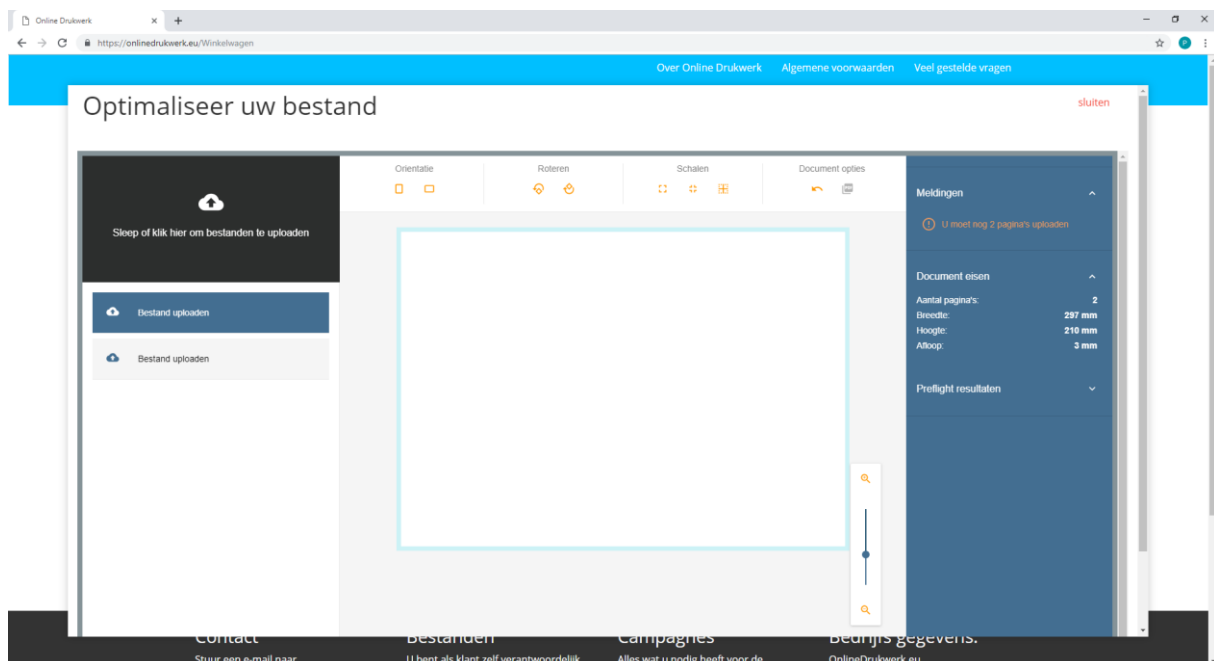 Online Drukwerk
https://onlinedrukwerk.eu/Winkelwagen
P
Over Online Drukwerk Algemene voorwaarden Veel gestelde vragen
Optimaliseer uw bestand
sluiten
Sleep of klik hier om bestanden te uploaden
Bestand uploaden
Bestand uploaden
Orientatie Roteren Schalen Document opties
Meldingen
U moet nog 2 pagina's uploaden
Document eisen
Aantal pagina's: 2
Breedte: 297 mm
Hoogte: 210 mm
Afloop: 3 mm
Preflight resultaten
Contact Bestanden Campagnes Bedrijfs gegevens.
Stuur een e-mail naar U bent als klant zelf verantwoordelijk Alles wat u nodig heeft voor de OnlineDrukwerk.eu